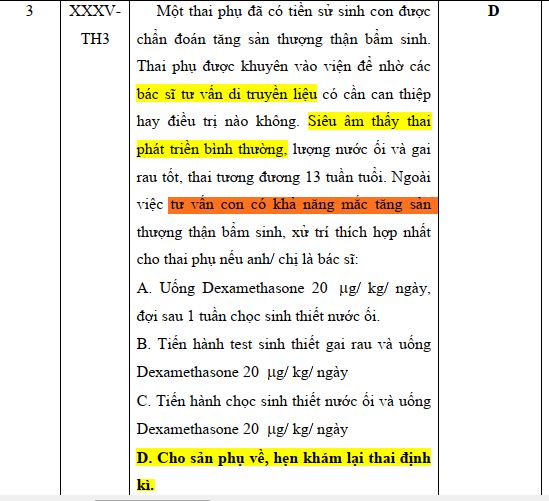 3
XXXV-
TH3
Một thai phụ đã có tiền sử sinh con được
chẩn đoán tăng sản thượng thận bẩm sinh.
Thai phụ được khuyên vào viện để nhờ các
bác sĩ tư vấn di truyền liệu có cần can thiệp
hay điều trị nào không. Siêu âm thấy thai
phát triển bình thường, lượng nước ối và gai
rau tốt, thai tương đương 13 tuần tuổi. Ngoài
việc tư vấn con có khả năng mắc tăng sản
thượng thận bẩm sinh, xử trí thích hợp nhất
cho thai phụ nếu anh/ chị là bác sĩ:
A. Uống Dexamethasone 20 μg/ kg/ ngày,
đợi sau 1 tuần chọc sinh thiết nước ối.
B. Tiến hành test sinh thiết gai rau và uống
Dexamethasone 20 μg/ kg/ ngày
C. Tiến hành chọc sinh thiết nước ối và uống
Dexamethasone 20 μg/ kg/ ngày
D. Cho sản phụ về, hẹn khám lại thai định
kì.
D